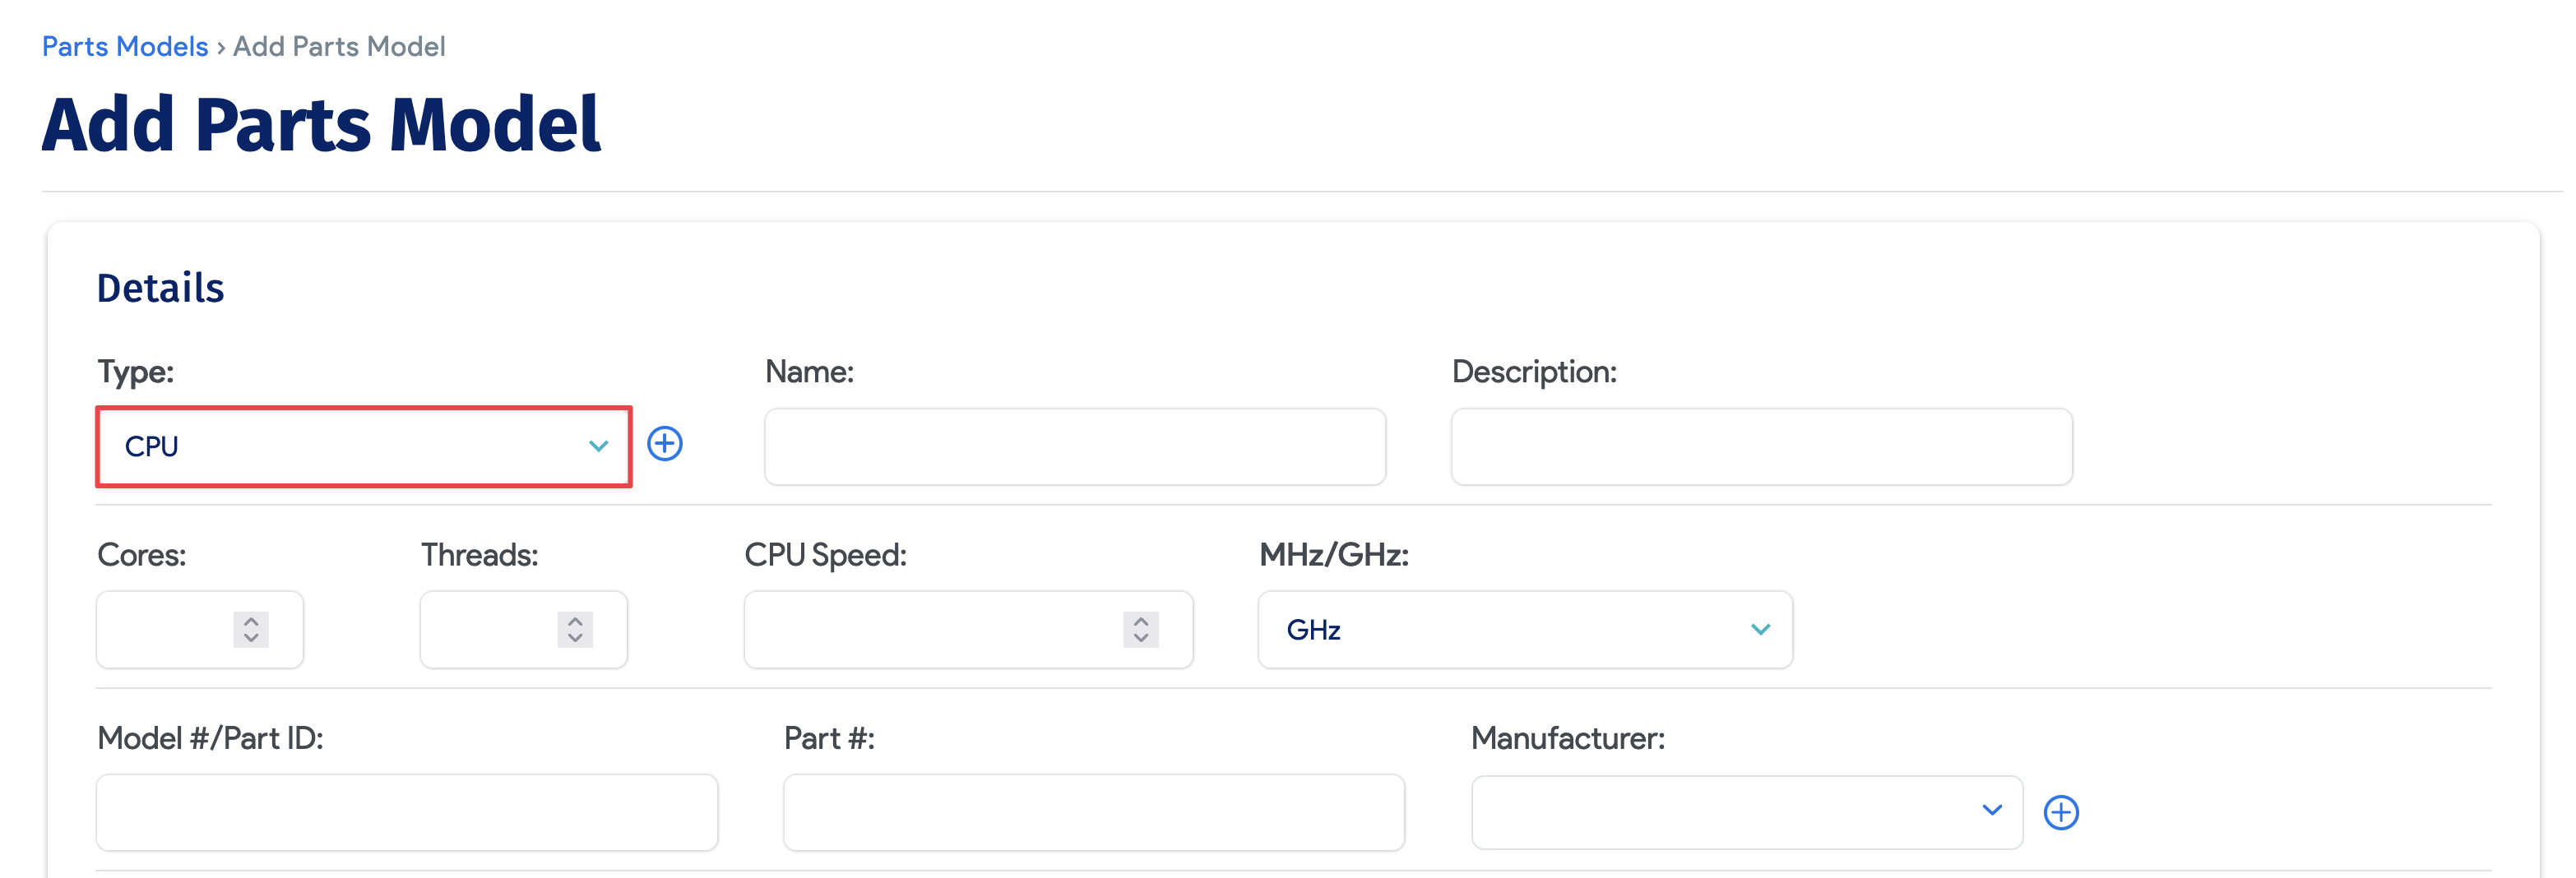 Parts Models › Add Parts Model
Add Parts Model
Details
Type: Name: Description:
CPU
Cores: Threads: CPU Speed: MHz/GHz:
GHz
Model #/Part ID: Part #: Manufacturer: